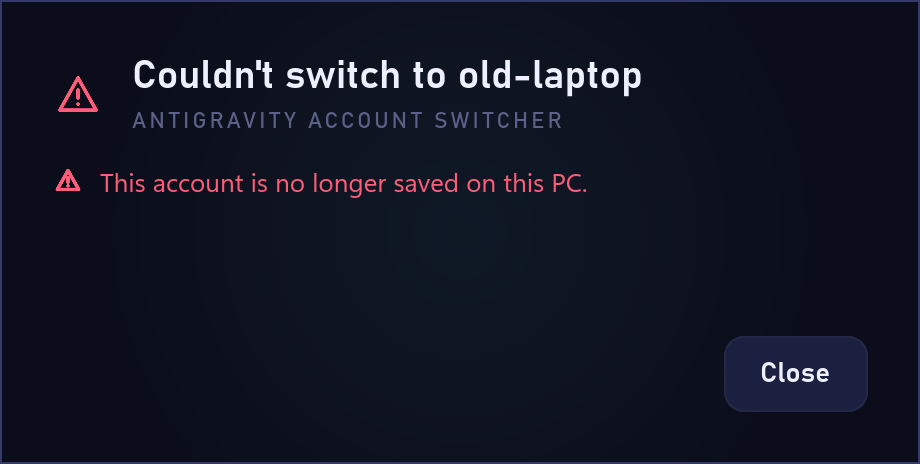 Couldn't switch to old-laptop
ANTIGRAVITY ACCOUNT SWITCHER
This account is no longer saved on this PC.
Close